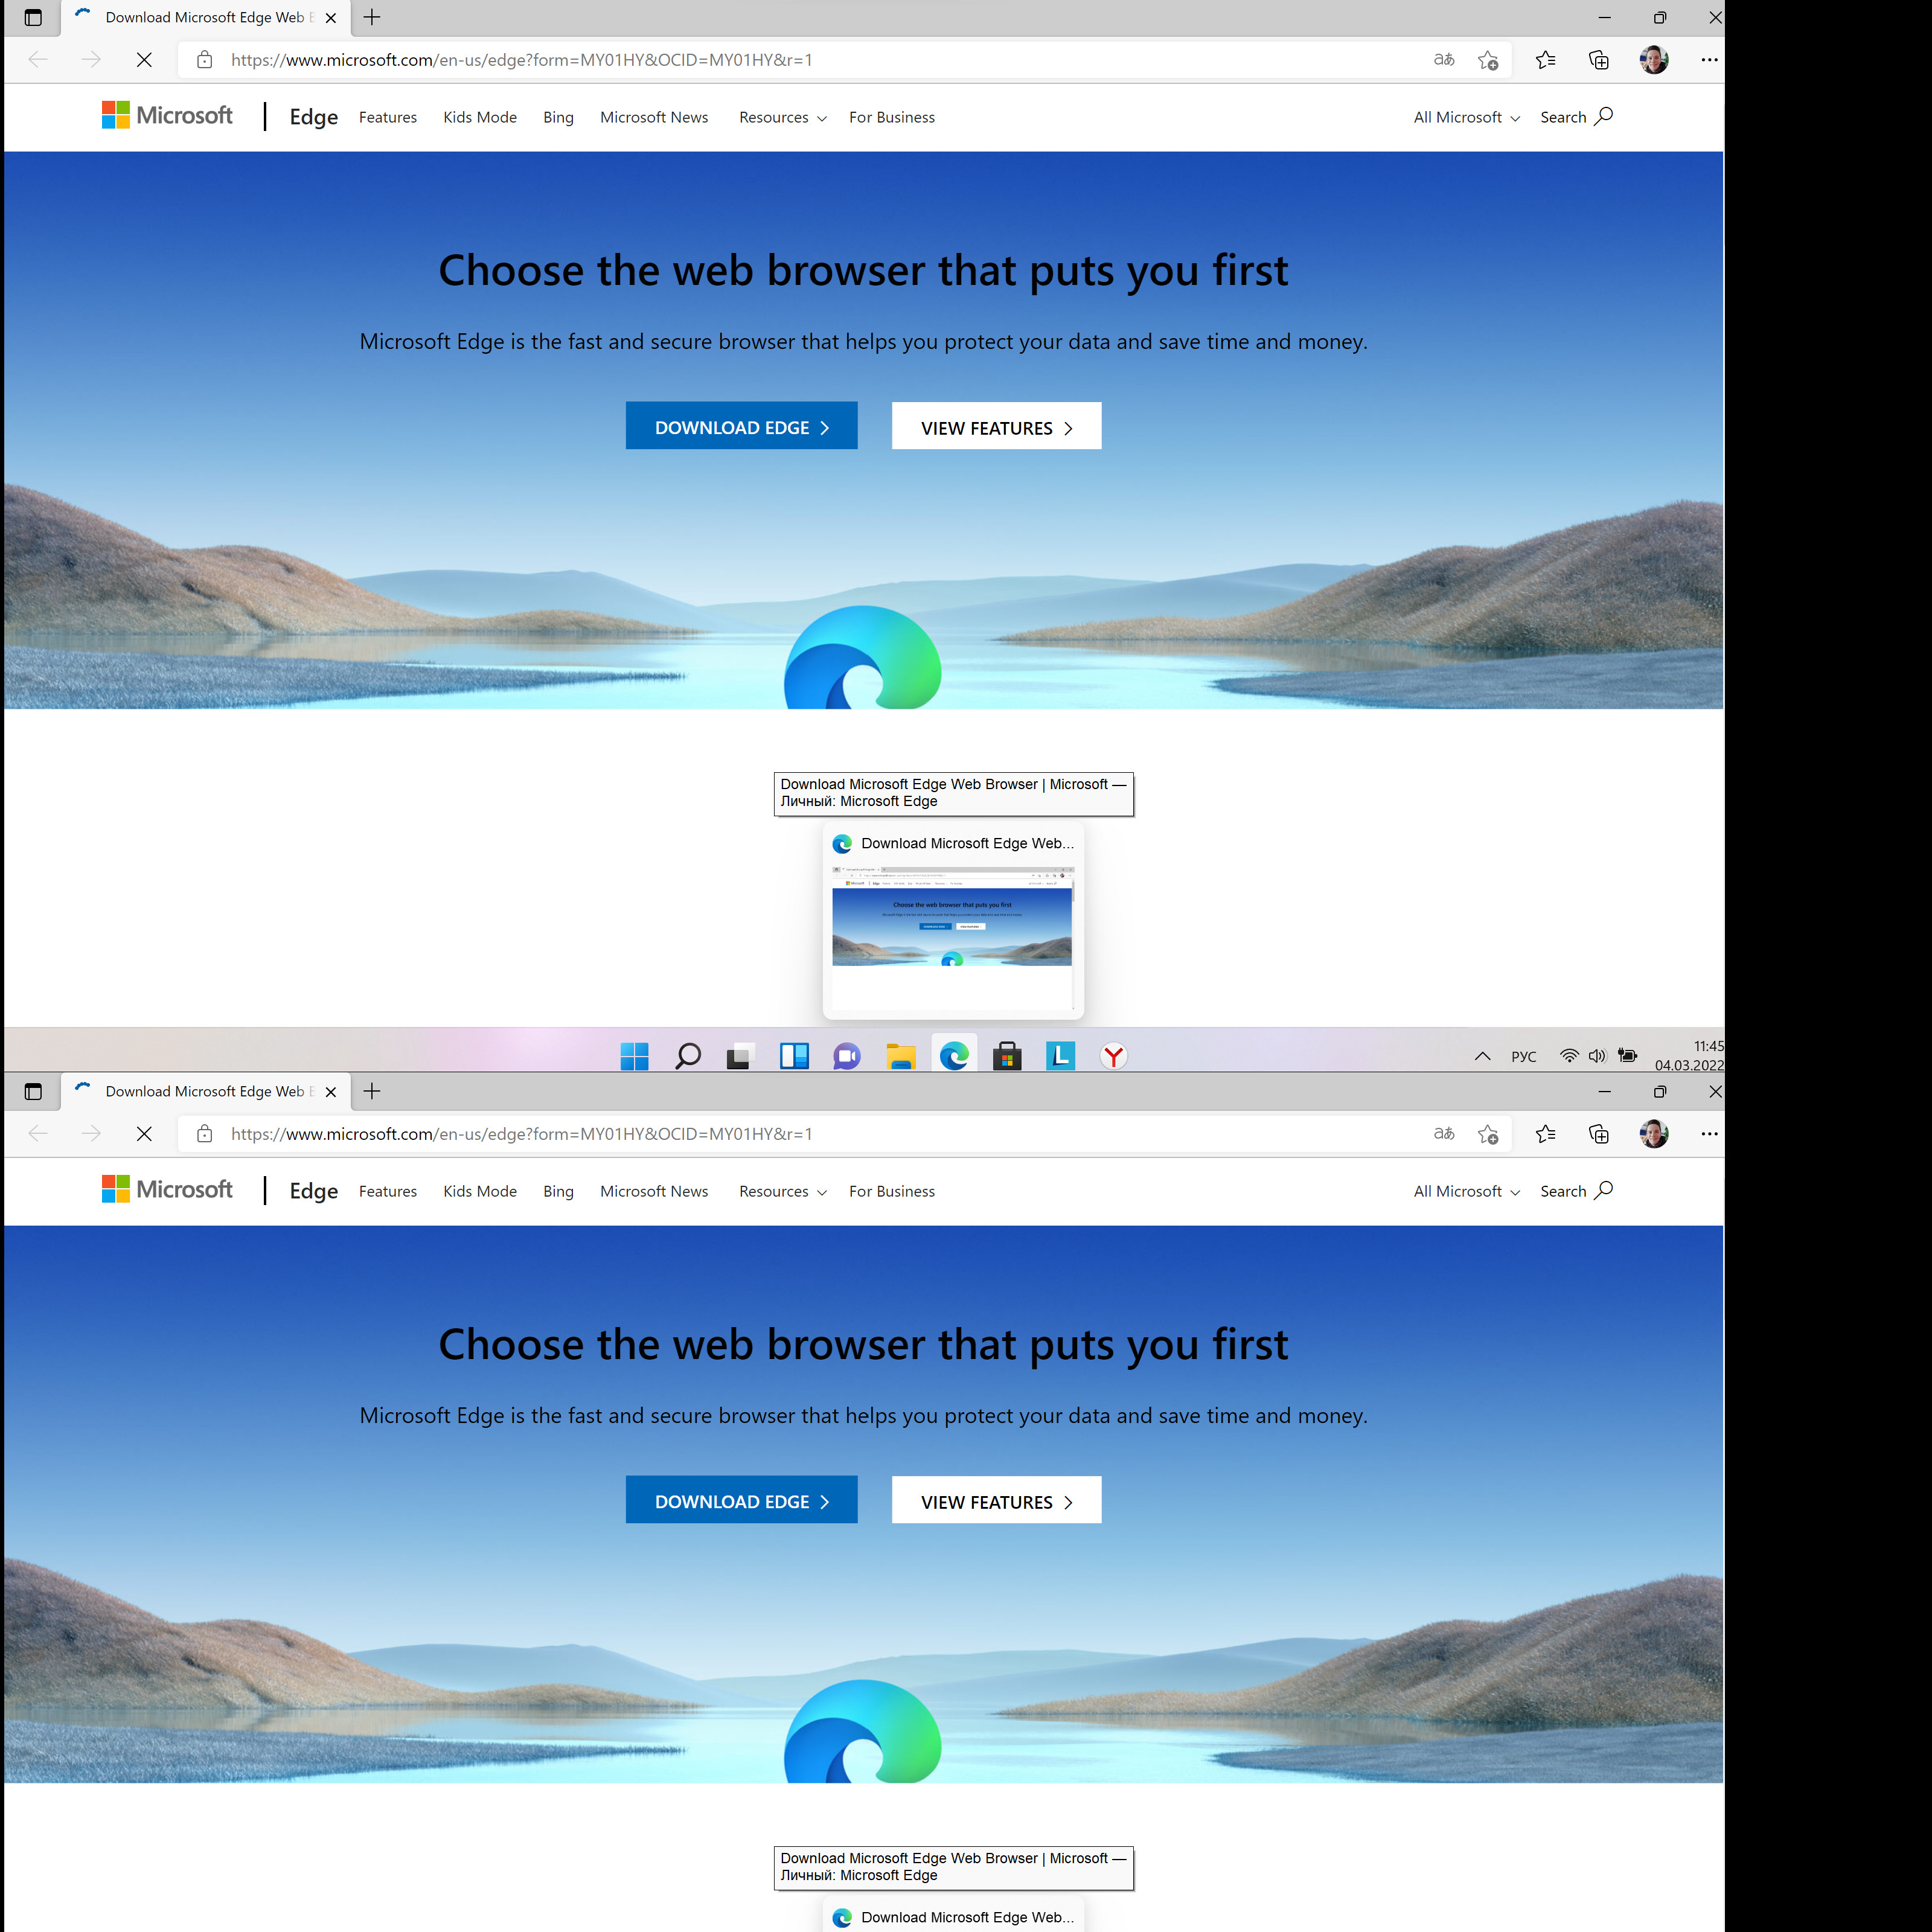 Download Microsoft Edge Web
https://www.microsoft.com/en-us/edge?form=MY01HY&OCID=MY01HY&r=1 aあ
Microsoft Edge Features Kids Mode Bing Microsoft News Resources For Business All Microsoft Search
Choose the web browser that puts you first
Microsoft Edge is the fast and secure browser that helps you protect your data and save time and money.
DOWNLOAD EDGE VIEW FEATURES
Download Microsoft Edge Web Browser | Microsoft —
Личный: Microsoft Edge
Download Microsoft Edge Web...
Choose the web browser that puts you first
РУС 11:45
04.03.2022
Download Microsoft Edge Web
https://www.microsoft.com/en-us/edge?form=MY01HY&OCID=MY01HY&r=1 aあ
Microsoft Edge Features Kids Mode Bing Microsoft News Resources For Business All Microsoft Search
Choose the web browser that puts you first
Microsoft Edge is the fast and secure browser that helps you protect your data and save time and money.
DOWNLOAD EDGE VIEW FEATURES
Download Microsoft Edge Web Browser | Microsoft —
Личный: Microsoft Edge
Download Microsoft Edge Web...